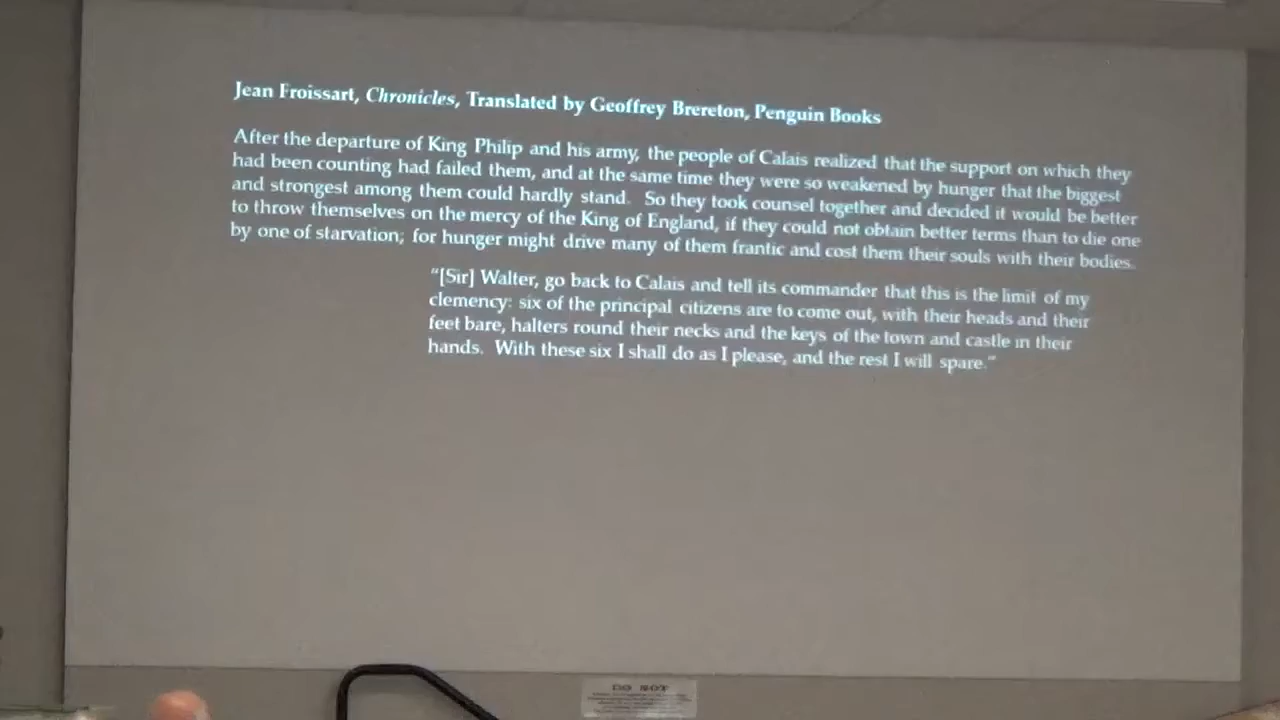 Jean Froissart, Chronicles, Translated by Geoffrey Brereton, Penguin Books
After the departure of King Philip and his army, the people of Calais realized that the support on which they
had been counting had failed them, and at the same time they were so weakened by hunger that the biggest
and strongest among them could hardly stand. So they took counsel together and decided it would be better
to throw themselves on the mercy of the King of England, if they could not obtain better terms than to die one
by one of starvation; for hunger might drive many of them frantic and cost them their souls with their bodies.
"[Sir] Walter, go back to Calais and tell its commander that this is the limit of my
clemency: six of the principal citizens are to come out, with their heads and their
feet bare, halters round their necks and the keys of the town and castle in their
hands. With these six I shall do as I please, and the rest I will spare."
DO NOT